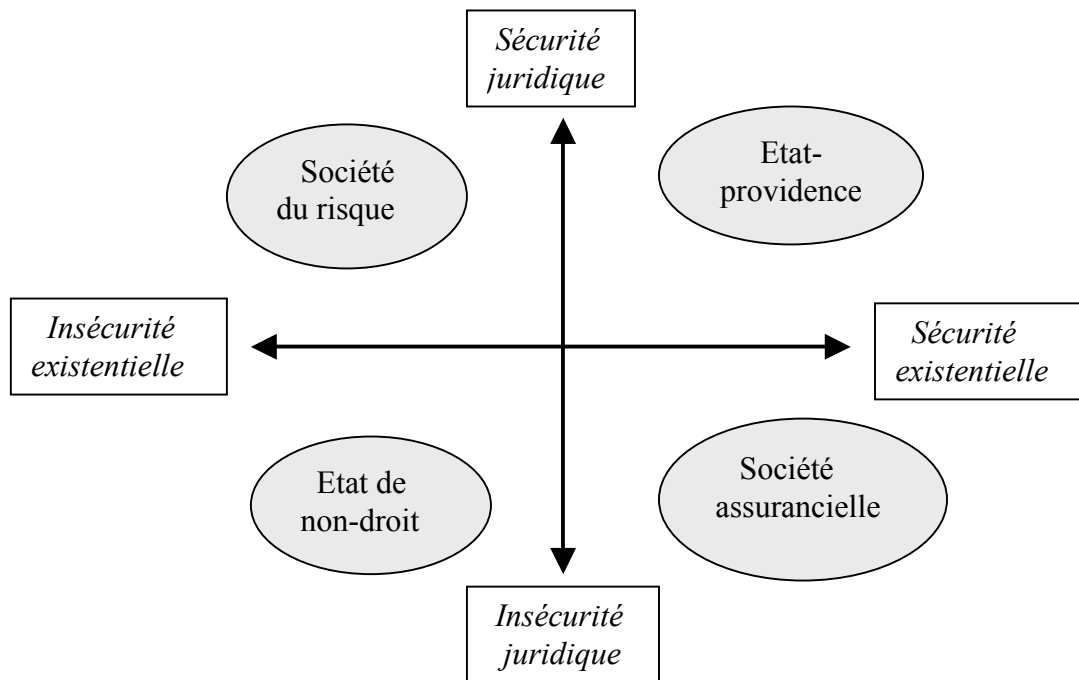 Sécurité
juridique
Société
du risque
Etat-
providence
Insécurité
existentielle
Sécurité
existentielle
Etat de
non-droit
Société
assurancielle
Insécurité
juridique